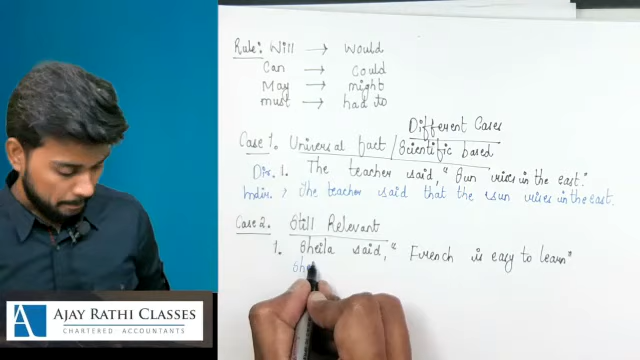 Rule: Will → would
Can → Could
May → might
must → had to
Different Cases
Case 1. Universal fact / Scientific based
Dir. 1. The teacher said, "Sun rises in the east."
Indir. > The teacher said that the sun rises in the east.
Case 2. Still Relevant
1. Sheila said, "French is easy to learn"
She
AJAY RATHI CLASSES
CHARTERED ACCOUNTANTS